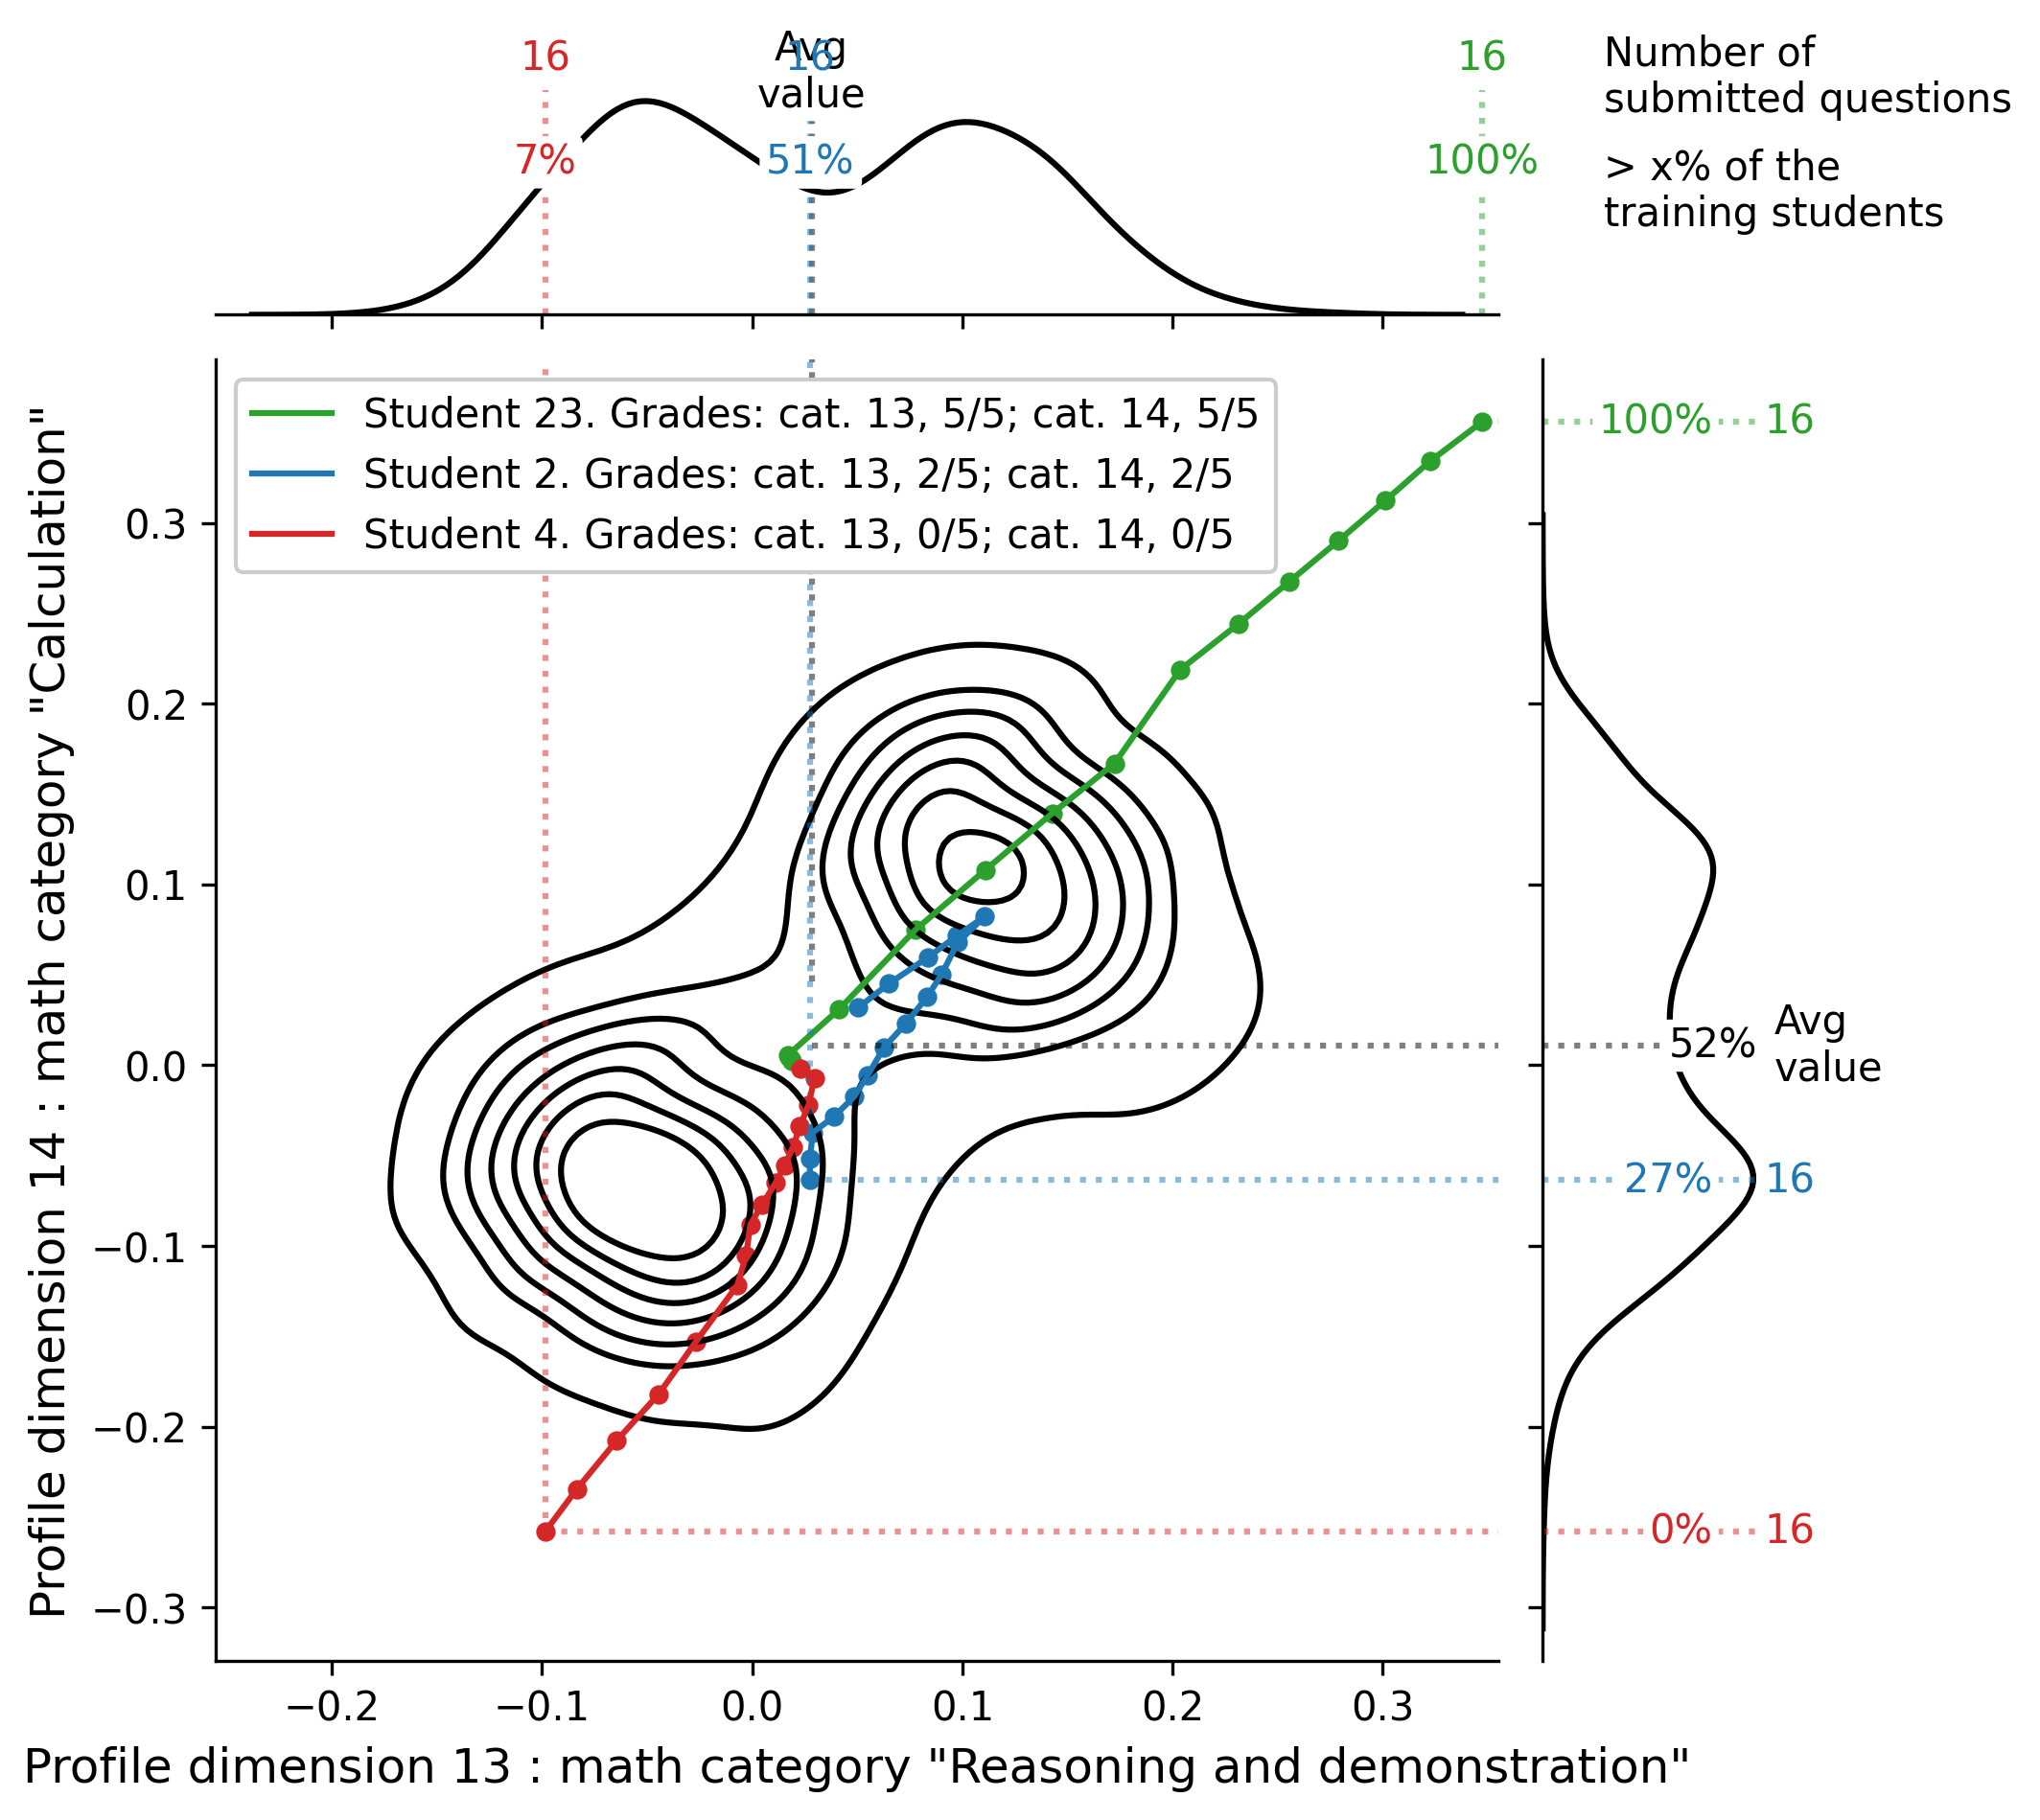 16
Avg
16
value
16
Number of
submitted questions
7%
51%
100%
> x% of the
training students
Student 23. Grades: cat. 13, 5/5; cat. 14, 5/5
Student 2. Grades: cat. 13, 2/5; cat. 14, 2/5
Student 4. Grades: cat. 13, 0/5; cat. 14, 0/5
Profile dimension 14 : math category "Calculation"
0.3
0.2
0.1
0.0
−0.1
−0.2
−0.3
100%
16
52%
Avg
value
27%
16
0%
16
−0.2
−0.1
0.0
0.1
0.2
0.3
Profile dimension 13 : math category "Reasoning and demonstration"